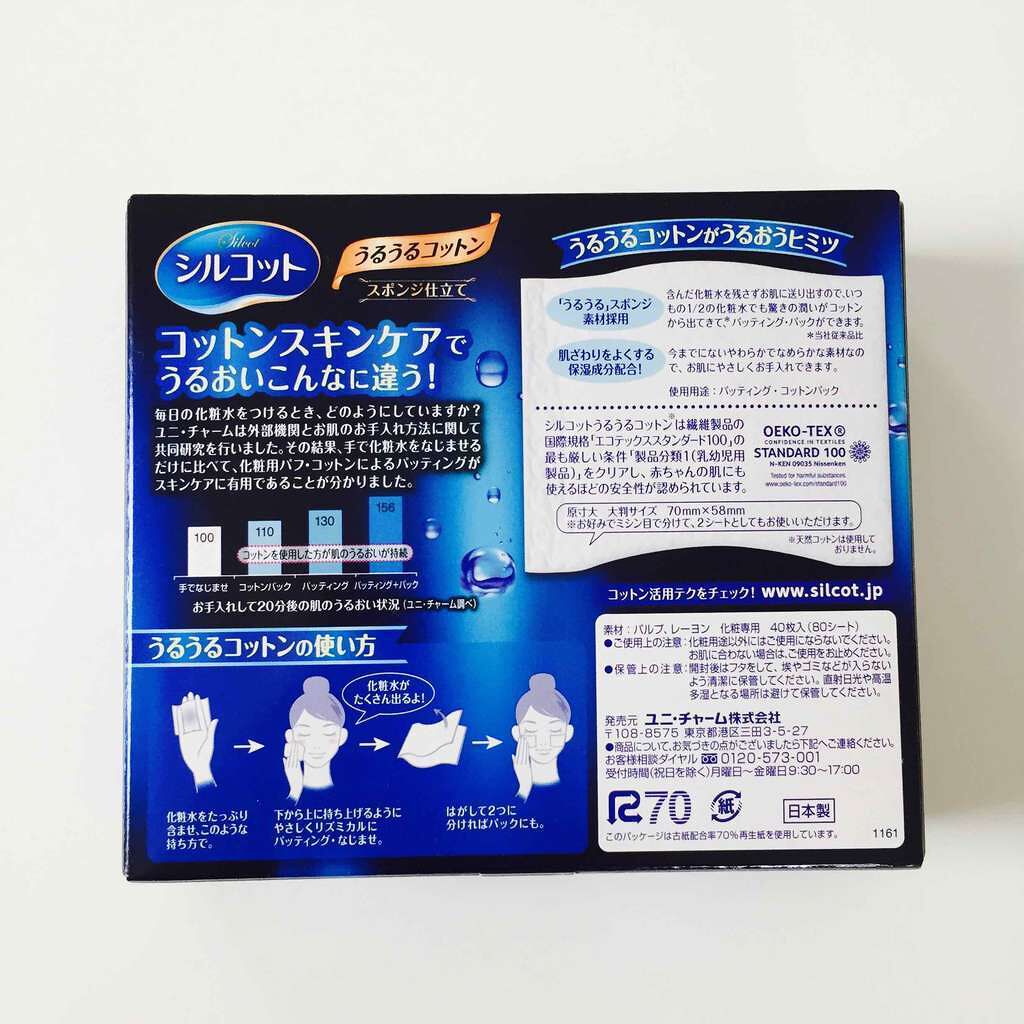 Silcot
シルコット
うるうるコットン
スポンジ仕立て
コットンスキンケアで
うるおいこんなに違う!
毎日の化粧水をつけるとき、どのようにしていますか?
ユニ・チャームは外部機関とお肌のお手入れ方法に関して
共同研究を行いました。その結果、手で化粧水をなじませる
だけに比べて、化粧用パフ・コットンによるパッティングが
スキンケアに有用であることが分かりました。
100
110
130
156
コットンを使用した方が肌のうるおいが持続
手でなじませ
コットンパック
パッティング
パッティング+パック
お手入れして20分後の肌のうるおい状況(ユニ・チャーム調べ)
うるうるコットンの使い方
化粧水が
たくさん出るよ!
化粧水をたっぷり
含ませ、このような
持ち方で。
下から上に持ち上げるように
やさしくリズミカルに
パッティング・なじませ。
はがして2つに
分ければパックにも。
うるうるコットンがうるおうヒミツ
「うるうる」スポンジ
素材採用
含んだ化粧水を残さずお肌に送り出すので、いつ
もの1/2の化粧水でも驚きの潤いがコットン
から出てきて、*パッティング・パックができます。
*当社従来品比
肌ざわりをよくする
保湿成分配合!
今までにないやわらかでなめらかな素材なの
で、お肌にやさしくお手入れできます。
使用用途:パッティング・コットンパック
シルコットうるうるコットン※は繊維製品の
国際規格「エコテックススタンダード100」の
最も厳しい条件「製品分類1(乳幼児用
製品)」をクリアし、赤ちゃんの肌にも
使えるほどの安全性が認められています。
OEKO-TEX®
CONFIDENCE IN TEXTILES
STANDARD 100
N-KEN 09035 Nissenken
Tested for harmful substances.
www.oeko-tex.com/standard100
原寸大 大判サイズ 70mm×58mm
※お好みでミシン目で分けて、2シートとしてもお使いいただけます。
※天然コットンは使用して
おりません。
コットン活用テクをチェック! www.silcot.jp
素材:パルプ、レーヨン 化粧専用 40枚入(80シート)
●ご使用上の注意:化粧用途以外にはご使用にならないでください。
お肌に合わない場合は、ご使用をお止めください。
●保管上の注意:開封後はフタをして、埃やゴミなどが入らない
よう清潔に保管してください。直射日光や高温
多湿となる場所は避けて保管してください。
発売元 ユニ・チャーム株式会社
〒108-8575 東京都港区三田3-5-27
●商品について、お気づきの点がございましたら下記へご連絡ください。
お客様相談ダイヤル 0120-573-001
受付時間(祝日を除く)月曜日~金曜日9:30~17:00
R70
紙
日本製
このパッケージは古紙配合率70%再生紙を使用しています。
1161